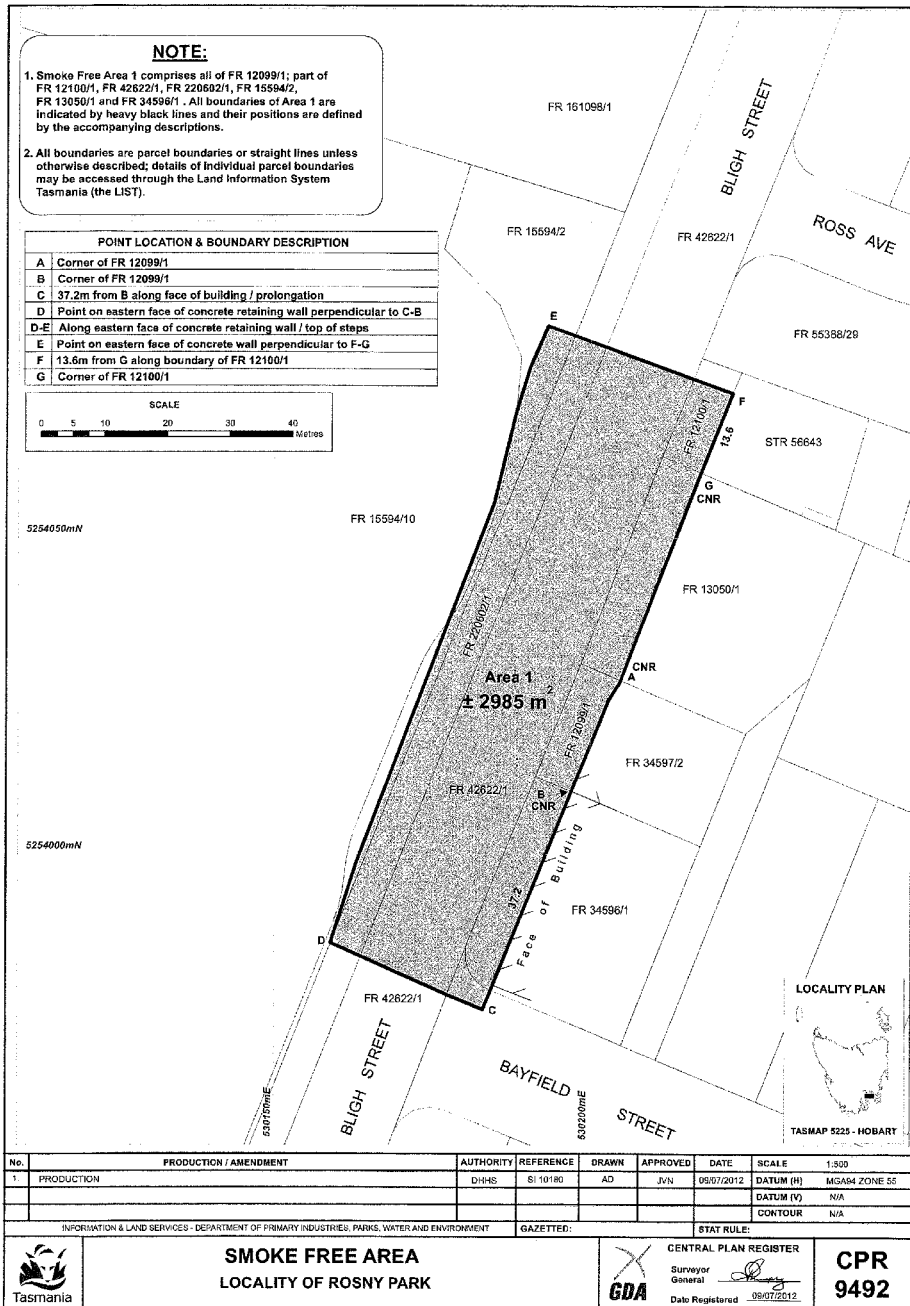 NOTE:
1. Smoke Free Area 1 comprises all of FR 12099/1; part of
FR 12100/1, FR 42622/1, FR 220602/1, FR 15594/2,
FR 13050/1 and FR 34596/1 . All boundaries of Area 1 are
indicated by heavy black lines and their positions are defined
by the accompanying descriptions.
2. All boundaries are parcel boundaries or straight lines unless
otherwise described; details of individual parcel boundaries
may be accessed through the Land Information System
Tasmania (the LIST).
POINT LOCATION & BOUNDARY DESCRIPTION
A Corner of FR 12099/1
B Corner of FR 12099/1
C 37.2m from B along face of building / prolongation
D Point on eastern face of concrete retaining wall perpendicular to C-B
D-E Along eastern face of concrete retaining wall / top of steps
E Point on eastern face of concrete wall perpendicular to F-G
F 13.6m from G along boundary of FR 12100/1
G Corner of FR 12100/1
SCALE
0 5 10 20 30 40
Metres
FR 161098/1
BLIGH STREET
ROSS AVE
FR 15594/2
FR 42622/1
FR 55388/29
E
F
FR 12100/1
13.6
STR 56643
G
CNR
FR 15594/10
5254050mN
FR 13050/1
FR 220602/1
CNR
A
Area 1
± 2985 m2
FR 12099/1
FR 34597/2
FR 42622/1
B
CNR
5254000mN
Face of Building
37.2
FR 34596/1
D
C
FR 42622/1
BLIGH STREET
BAYFIELD STREET
530150mE
530200mE
LOCALITY PLAN
TASMAP 5225 - HOBART
No. PRODUCTION / AMENDMENT AUTHORITY REFERENCE DRAWN APPROVED DATE SCALE 1:500
1. PRODUCTION DHHS SI 10180 AD JVN 09/07/2012 DATUM (H) MGA94 ZONE 55
DATUM (V) N/A
CONTOUR N/A
INFORMATION & LAND SERVICES - DEPARTMENT OF PRIMARY INDUSTRIES, PARKS, WATER AND ENVIRONMENT GAZETTED: STAT RULE:
Tasmania
SMOKE FREE AREA
LOCALITY OF ROSNY PARK
GDA
CENTRAL PLAN REGISTER
Surveyor
General
Date Registered 09/07/2012
CPR
9492